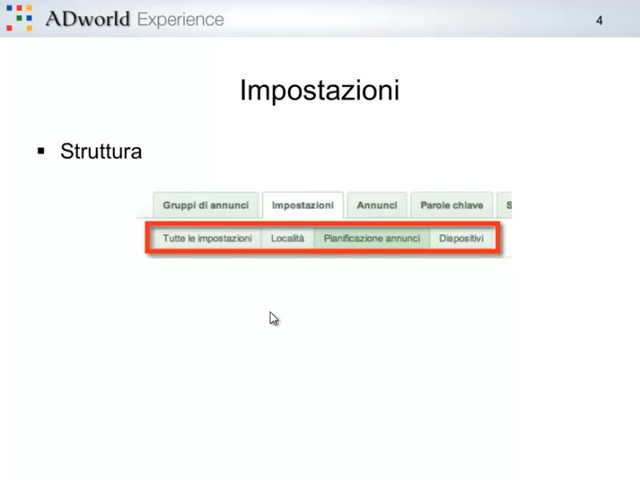 ADworld Experience
4
Impostazioni
Struttura
Gruppi di annunci Impostazioni Annunci Parole chiave
Tutte le impostazioni Località Pianificazione annunci Dispositivi